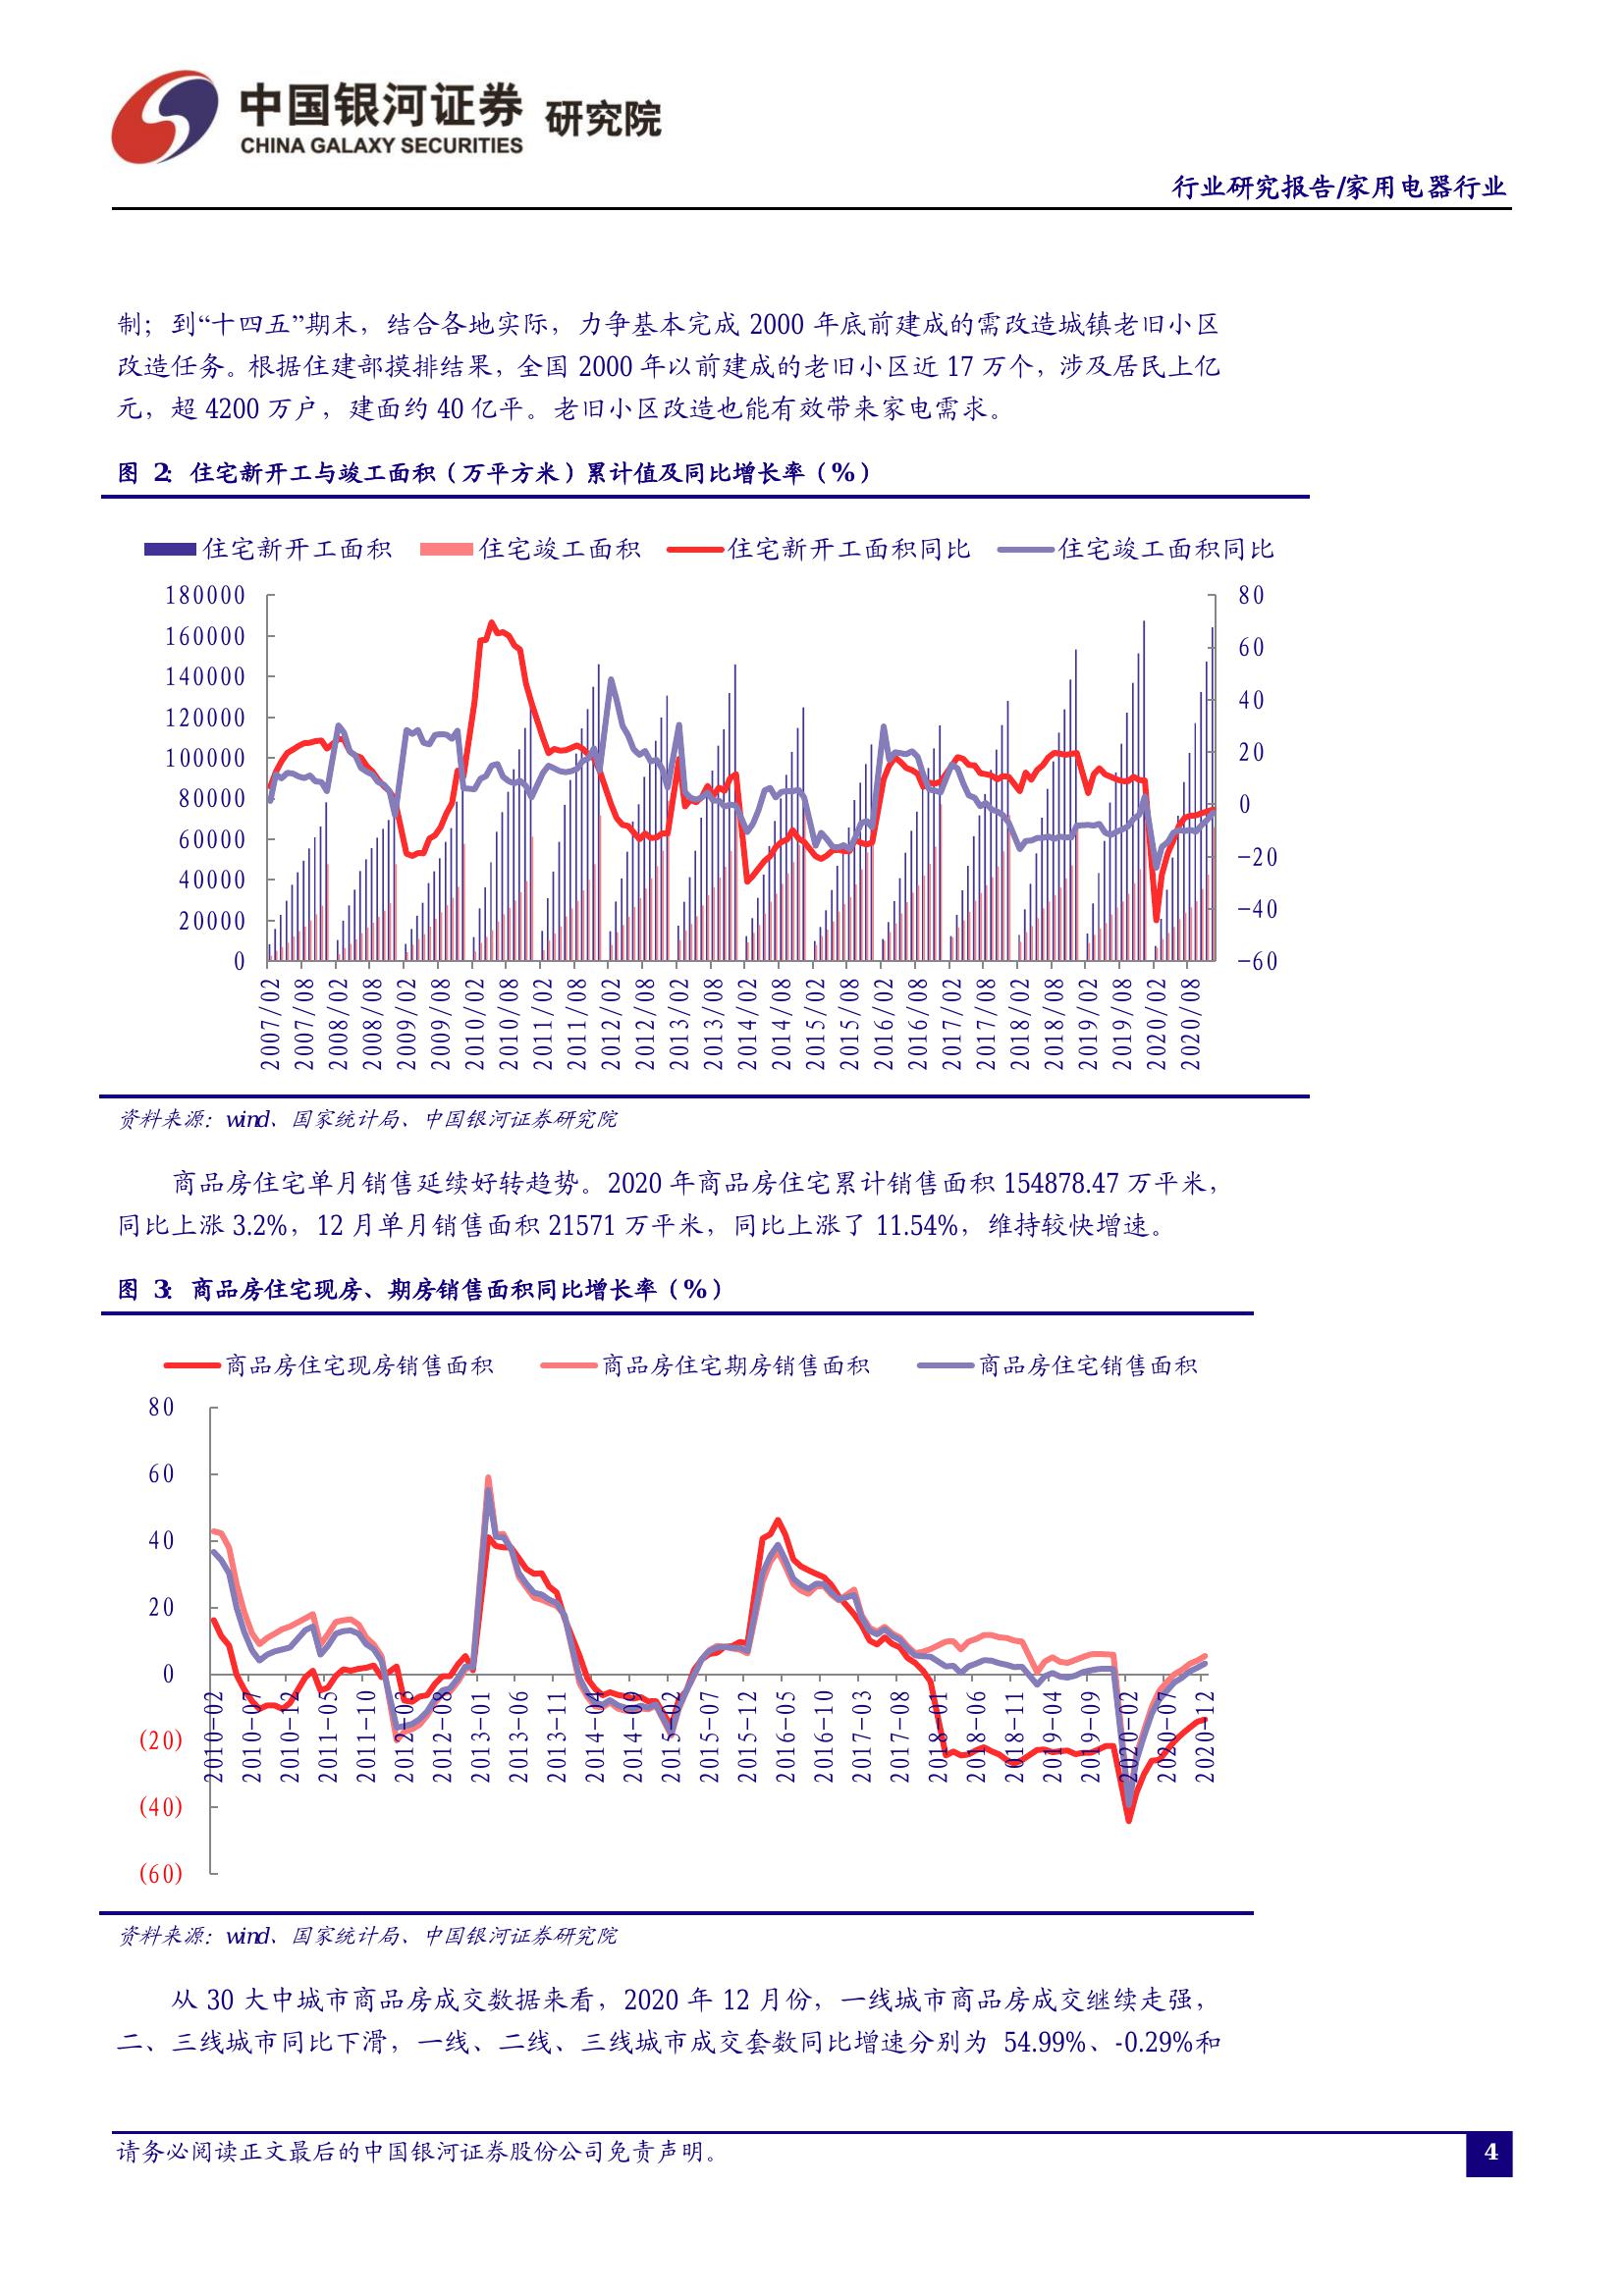 中国银河证券 研究院
CHINA GALAXY SECURITIES
行业研究报告/家用电器行业
制；到“十四五”期末，结合各地实际，力争基本完成 2000 年底前建成的需改造城镇老旧小区
改造任务。根据住建部摸排结果，全国 2000 年以前建成的老旧小区近 17 万个，涉及居民上亿
元，超 4200 万户，建面约 40 亿平。老旧小区改造也能有效带来家电需求。
图 2：住宅新开工与竣工面积（万平方米）累计值及同比增长率（%）
住宅新开工面积 住宅竣工面积 住宅新开工面积同比 住宅竣工面积同比
180000 80
160000 60
140000
120000 40
100000 20
80000 0
60000
40000 -20
20000 -40
0 -60
2007/02 2007/08 2008/02 2008/08 2009/02 2009/08 2010/02 2010/08 2011/02 2011/08 2012/02 2012/08 2013/02 2013/08 2014/02 2014/08 2015/02 2015/08 2016/02 2016/08 2017/02 2017/08 2018/02 2018/08 2019/02 2019/08 2020/02 2020/08
资料来源：wind、国家统计局、中国银河证券研究院
商品房住宅单月销售延续好转趋势。2020 年商品房住宅累计销售面积 154878.47 万平米，
同比上涨 3.2%，12 月单月销售面积 21571 万平米，同比上涨了 11.54%，维持较快增速。
图 3：商品房住宅现房、期房销售面积同比增长率（%）
商品房住宅现房销售面积 商品房住宅期房销售面积 商品房住宅销售面积
80
60
40
20
0
(20)
(40)
(60)
2010-02 2010-07 2010-12 2011-05 2011-10 2012-03 2012-08 2013-01 2013-06 2013-11 2014-04 2014-09 2015-02 2015-07 2015-12 2016-05 2016-10 2017-03 2017-08 2018-01 2018-06 2018-11 2019-04 2019-09 2020-02 2020-07 2020-12
资料来源：wind、国家统计局、中国银河证券研究院
从 30 大中城市商品房成交数据来看，2020 年 12 月份，一线城市商品房成交继续走强，
二、三线城市同比下滑，一线、二线、三线城市成交套数同比增速分别为 54.99%、-0.29%和
请务必阅读正文最后的中国银河证券股份公司免责声明。
4